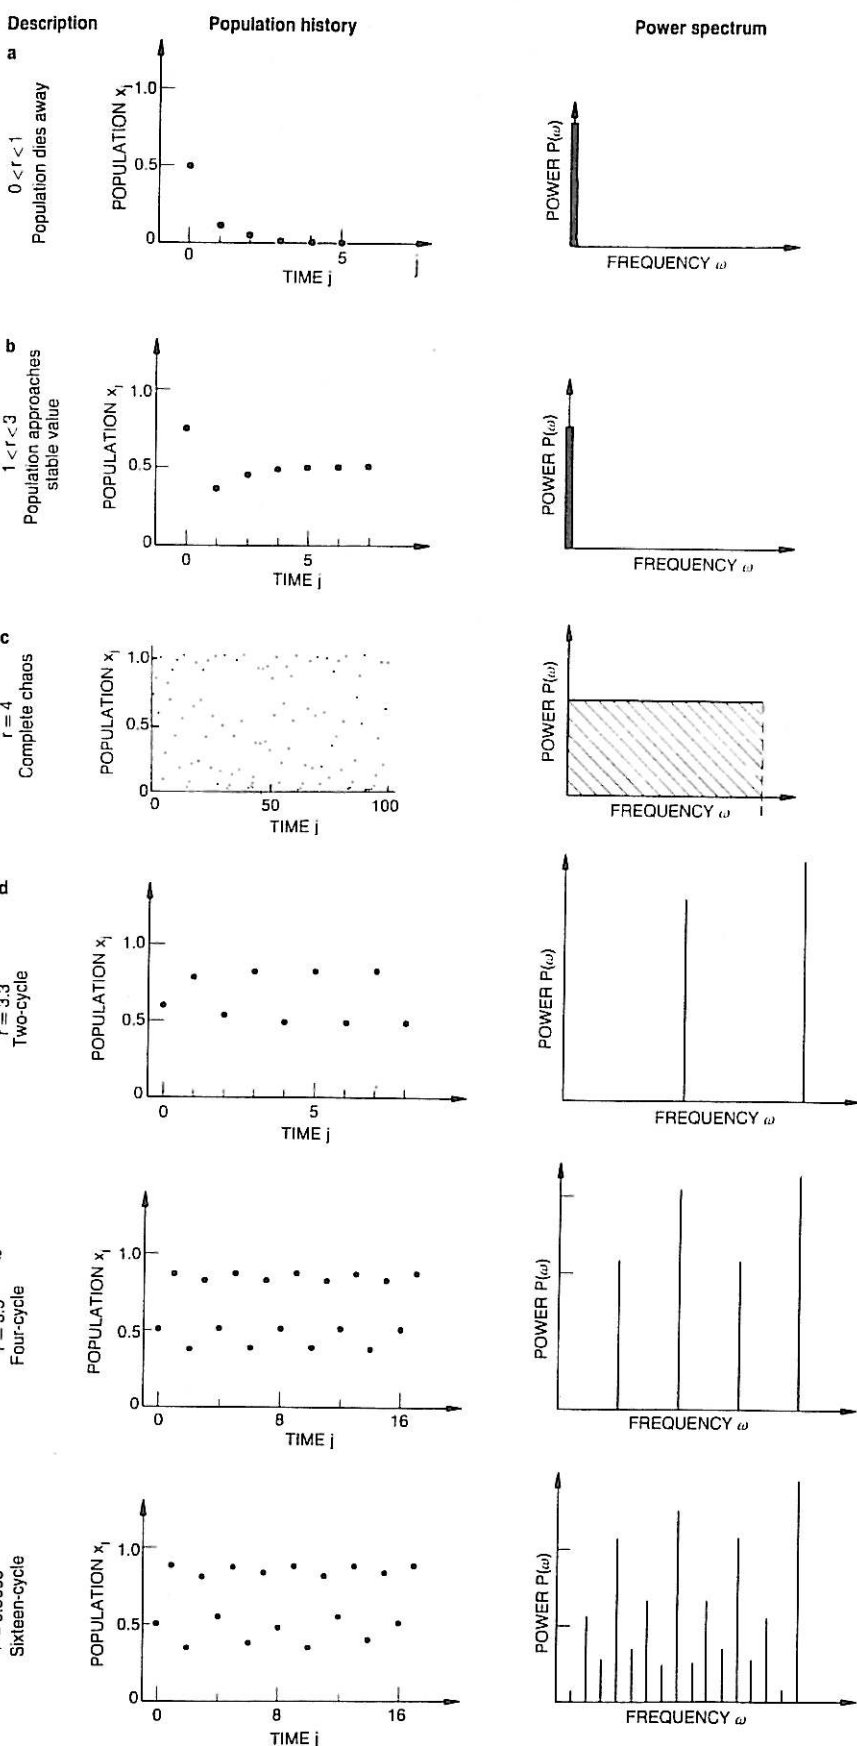 Description Population history Power spectrum
a
0 < r < 1
Population dies away
POPULATION xj
1.0
0.5
0
0 5 j
TIME j
POWER P(ω)
FREQUENCY ω
b
1 < r < 3
Population approaches
stable value
POPULATION xj
1.0
0.5
0
0 5
TIME j
POWER P(ω)
FREQUENCY ω
c
r = 4
Complete chaos
POPULATION xj
1.0
0.5
0
0 50 100
TIME j
POWER P(ω)
FREQUENCY ω
d
r = 3.3
Two-cycle
POPULATION xj
1.0
0.5
0
0 5
TIME j
POWER P(ω)
FREQUENCY ω
Four-cycle
POPULATION xj
1.0
0.5
0
0 8 16
TIME j
POWER P(ω)
FREQUENCY ω
Sixteen-cycle
POPULATION xj
1.0
0.5
0
0 8 16
TIME j
POWER P(ω)
FREQUENCY ω